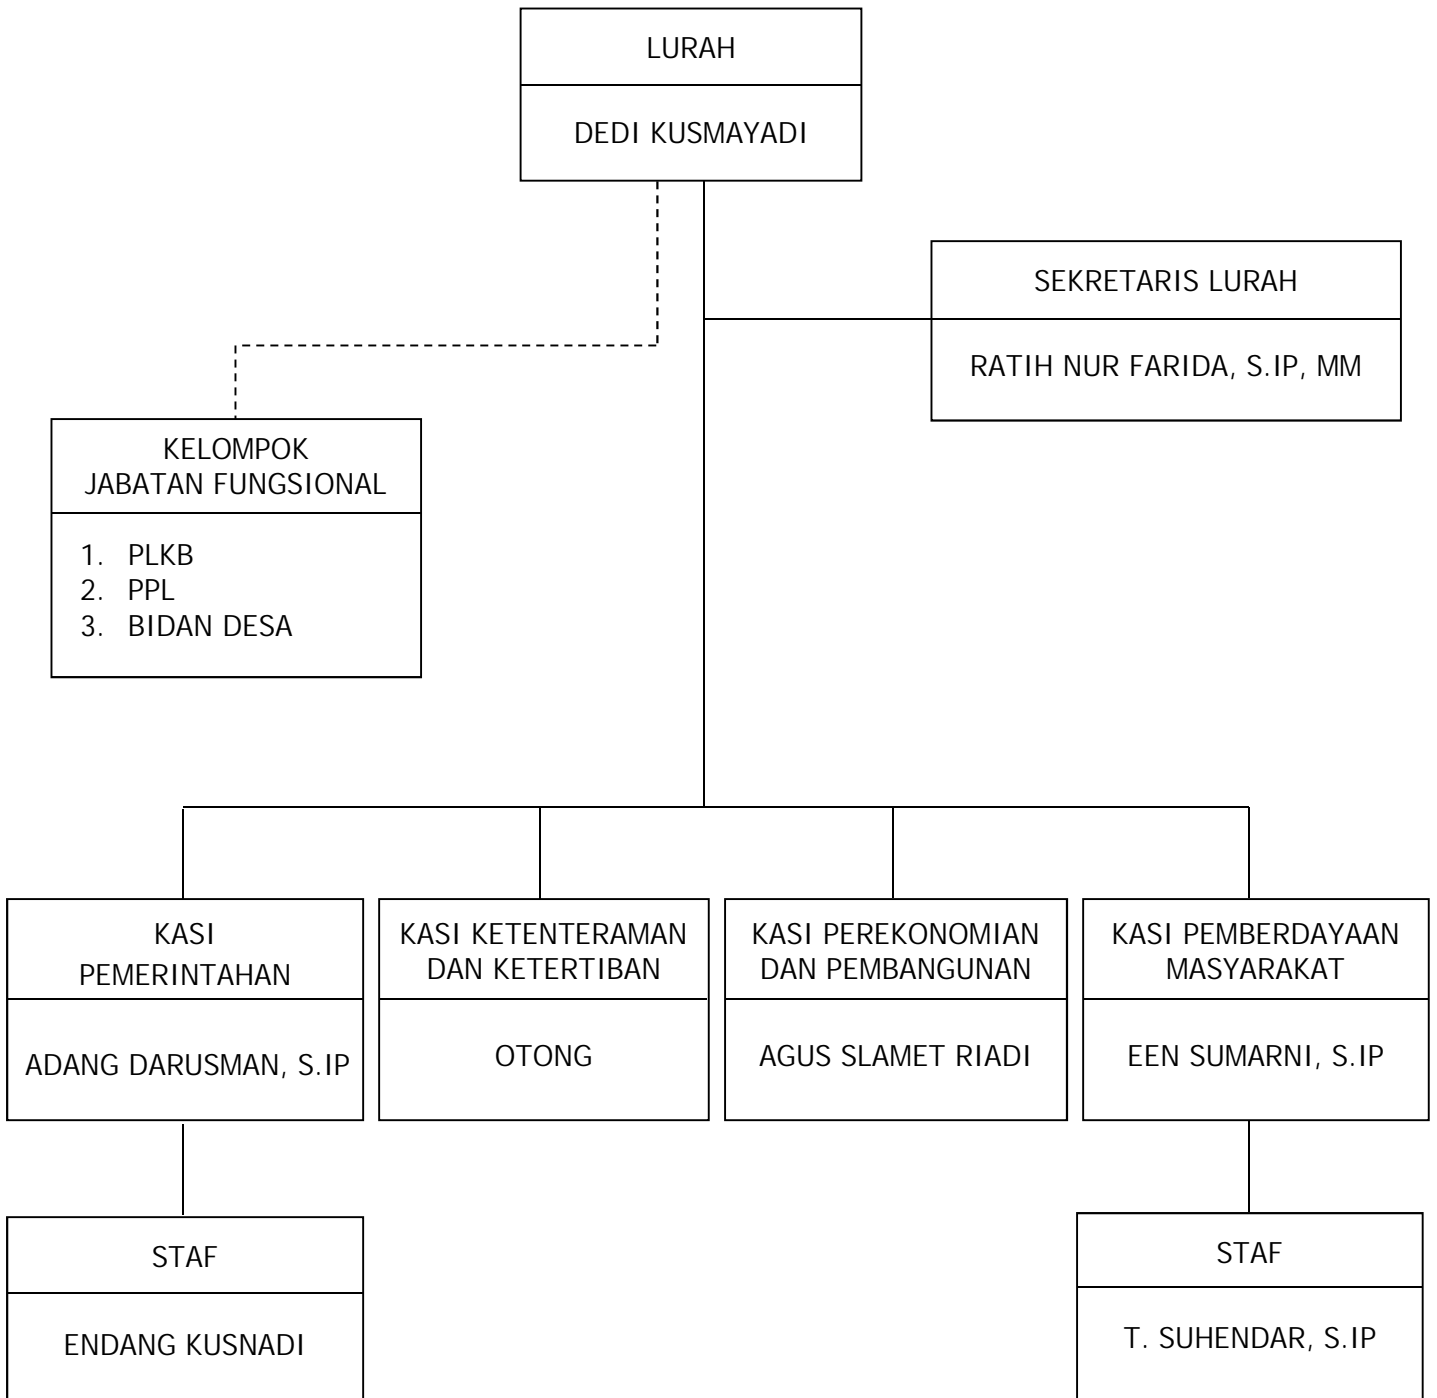 LURAH
DEDI KUSMAYADI
SEKRETARIS LURAH
RATIH NUR FARIDA, S.IP, MM
KELOMPOK
JABATAN FUNGSIONAL
1. PLKB
2. PPL
3. BIDAN DESA
KASI
PEMERINTAHAN
ADANG DARUSMAN, S.IP
KASI KETENTERAMAN
DAN KETERTIBAN
OTONG
KASI PEREKONOMIAN
DAN PEMBANGUNAN
AGUS SLAMET RIADI
KASI PEMBERDAYAAN
MASYARAKAT
EEN SUMARNI, S.IP
STAF
ENDANG KUSNADI
STAF
T. SUHENDAR, S.IP